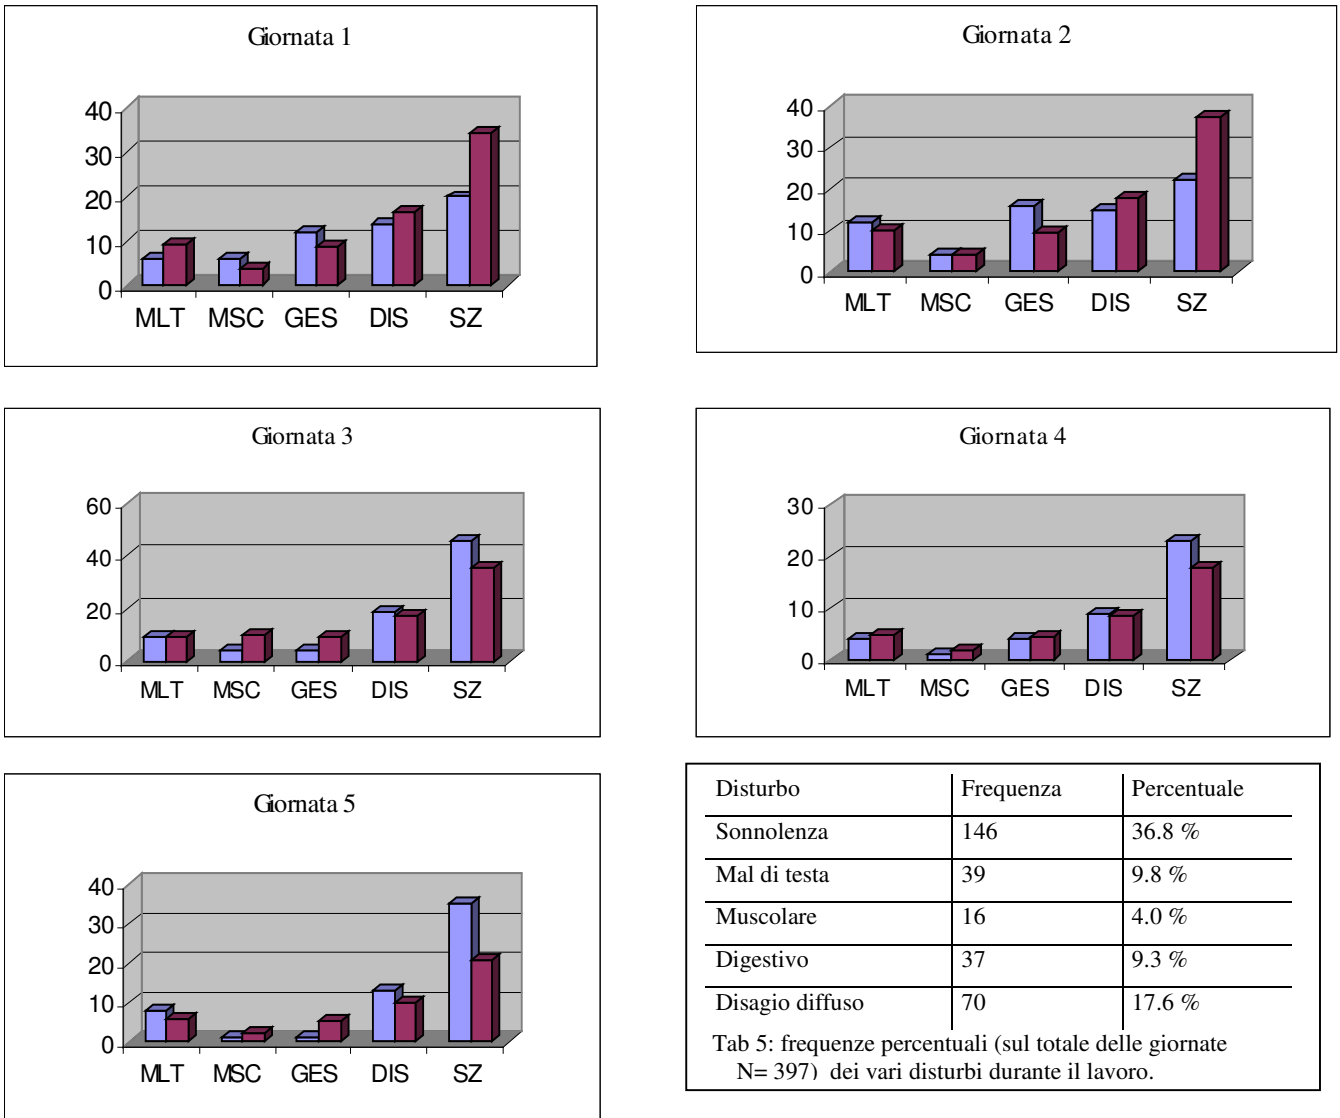 Giornata 1
40
30
20
10
0
MLT MSC GES DIS SZ
Giornata 2
40
30
20
10
0
MLT MSC GES DIS SZ
Giornata 3
60
40
20
0
MLT MSC GES DIS SZ
Giornata 4
30
20
10
0
MLT MSC GES DIS SZ
Giornata 5
40
30
20
10
0
MLT MSC GES DIS SZ
Disturbo Frequenza Percentuale
Sonnolenza 146 36.8 %
Mal di testa 39 9.8 %
Muscolare 16 4.0 %
Digestivo 37 9.3 %
Disagio diffuso 70 17.6 %
Tab 5: frequenze percentuali (sul totale delle giornate
N= 397) dei vari disturbi durante il lavoro.